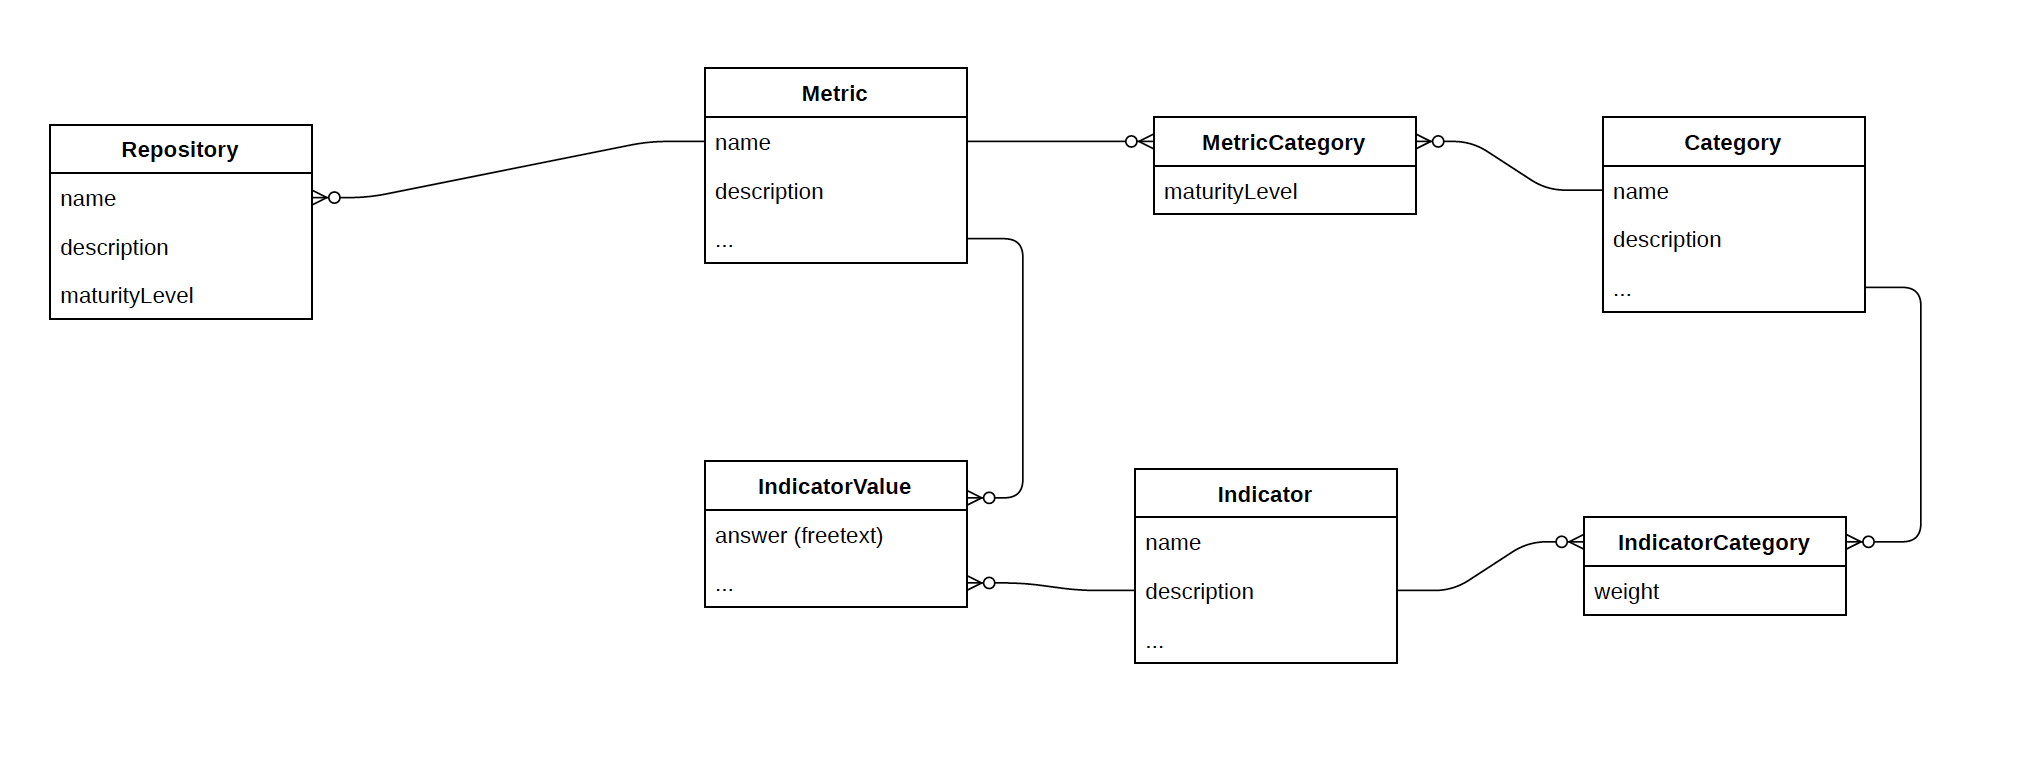 Repository
name
description
maturityLevel
Metric
name
description
...
MetricCategory
maturityLevel
Category
name
description
...
IndicatorValue
answer (freetext)
...
Indicator
name
description
...
IndicatorCategory
weight